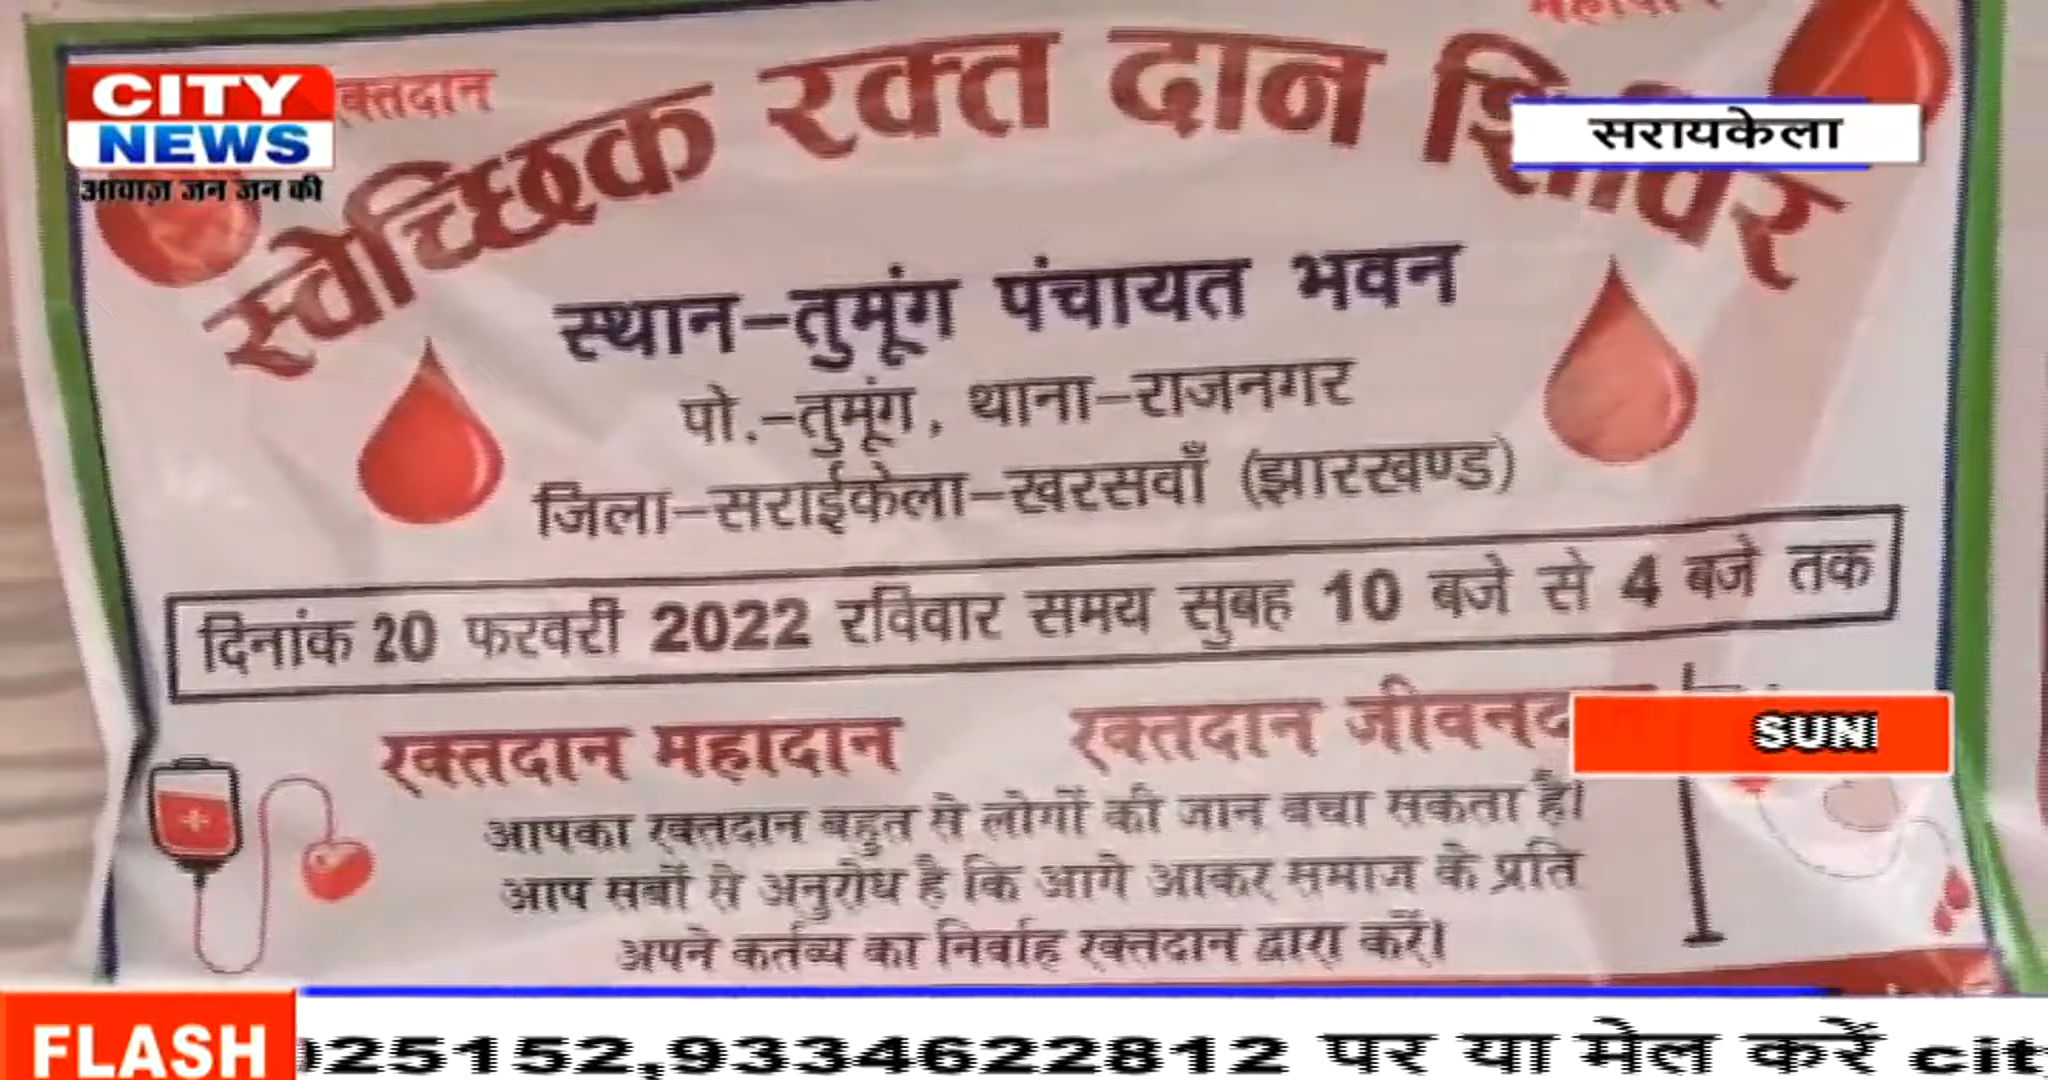 CITY
NEWS
आवाज़ जन जन की
रक्तदान
महादान
स्वेच्छिक रक्त दान शिविर
सरायकेला
स्थान-तुमूंग पंचायत भवन
पो.-तुमूंग, थाना-राजनगर
जिला-सराईकेला-खरसवाँ (झारखण्ड)
दिनांक 20 फरवरी 2022 रविवार समय सुबह 10 बजे से 4 बजे तक
रक्तदान महादान रक्तदान
SUNI
आपका रक्तदान बहुत से लोगों की जान बचा सकता है।
आप सबों से अनुरोध है कि आगे आकर समाज के प्रति
अपने कर्तव्य का निर्वाह रक्तदान द्वारा करें।
FLASH
025152,9334622812 पर या मेल करें cit